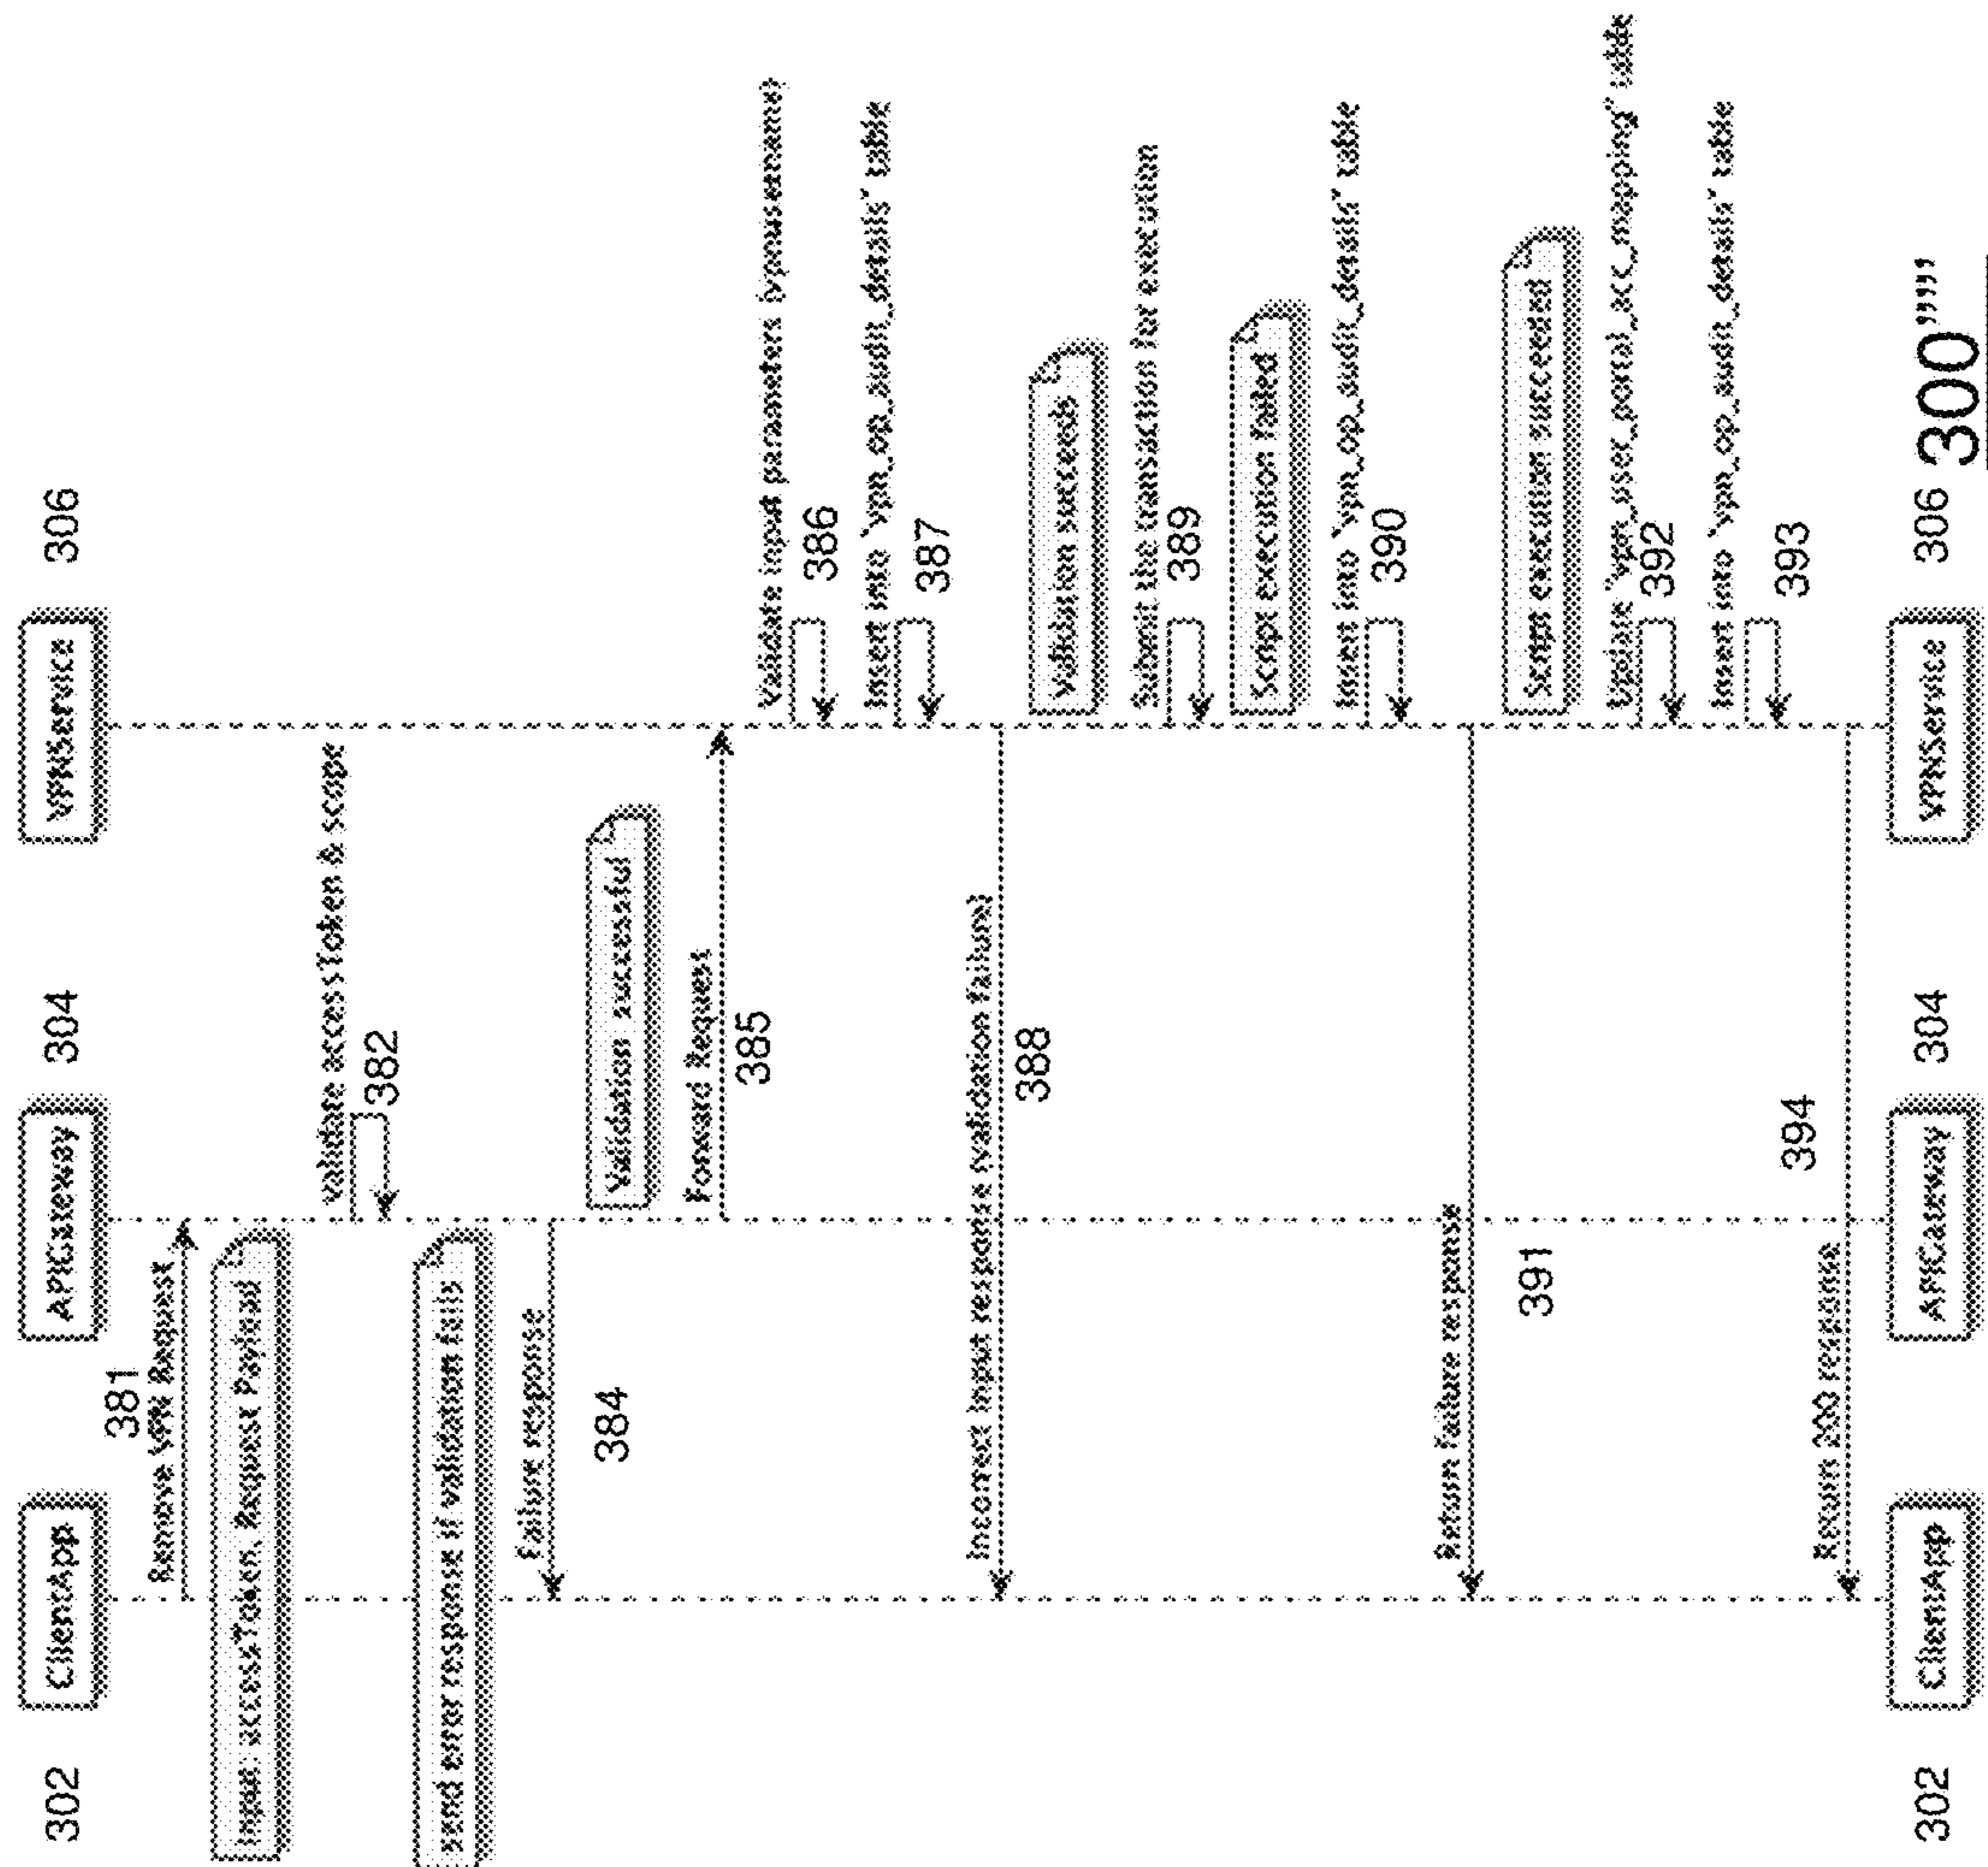 302
ClientApp
APIGateway
304
VPNService
306
381
Remove VPN Request
Input: accessToken, Request Payload
validate accessToken & scope
382
send error response if validation fails
Failure response
384
Validation successful
Forward Request
385
Validate input parameters (vpnusername)
386
Insert into 'vpn_op_audit_details' table
387
Incorrect input response (validation failure)
388
Validation succeeds
Submit the transaction for execution
389
Script execution failed
Insert into 'vpn_op_audit_details' table
390
Return failure response
391
Script execution succeeded
Update 'vpn_user_portal_acc_mapping' table
392
Insert into 'vpn_op_audit_details' table
393
394
Return 200 response
302
ClientApp
APIGateway
304
VPNService
306
300''''